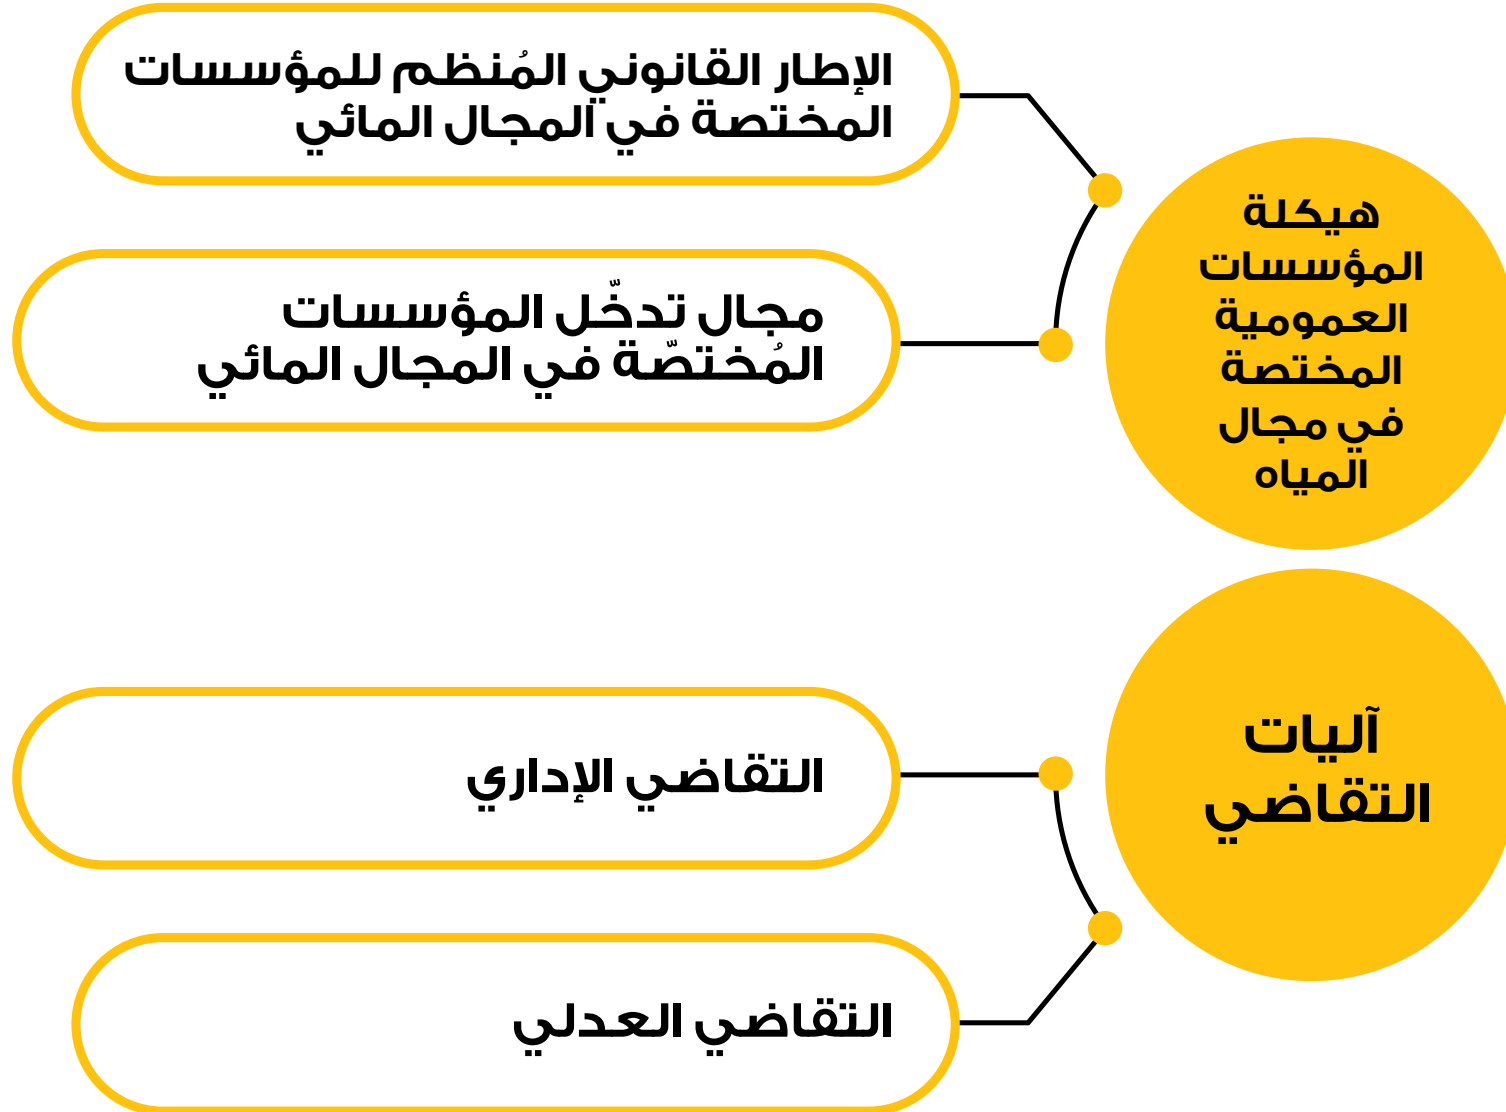 هيكلة
المؤسسات
العمومية
المختصة
في مجال
المياه
الإطار القانوني المُنظم للمؤسسات
المختصة في المجال المائي
مجال تدخّل المؤسسات
المُختصّة في المجال المائي
آليات
التقاضي
التقاضي الإداري
التقاضي العدلي